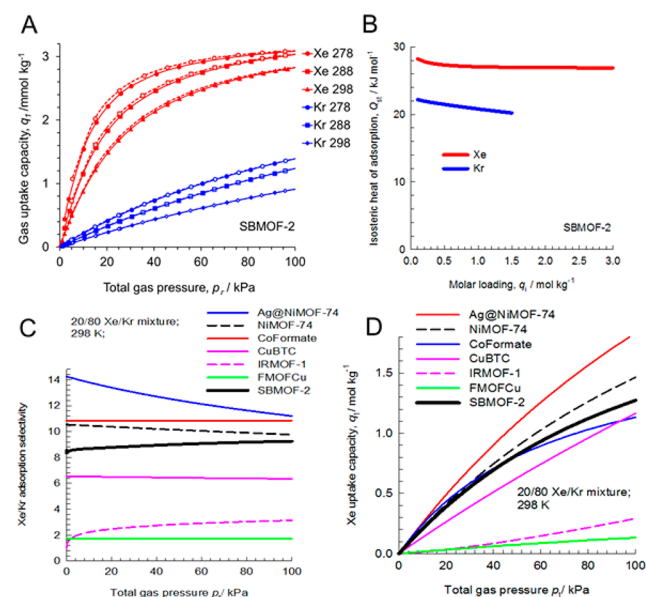 A
Gas uptake capacity, qᵢ /mmol kg⁻¹
3
2
1
0
0 20 40 60 80 100
Total gas pressure, pₜ / kPa
Xe 278
Xe 288
Xe 298
Kr 278
Kr 288
Kr 298
SBMOF-2
B
Isosteric heat of adsorption, Qst / kJ mol⁻¹
30
20
10
0
0.0 0.5 1.0 1.5 2.0 2.5 3.0
Xe
Kr
SBMOF-2
Molar loading, qᵢ / mol kg⁻¹
C
20/80 Xe/Kr mixture;
298 K;
Ag@NiMOF-74
NiMOF-74
CoFormate
CuBTC
IRMOF-1
FMOFCu
SBMOF-2
Xe/Kr adsorption selectivity
14
12
10
8
6
4
2
0
0 20 40 60 80 100
Total gas pressure pₜ/ kPa
D
Ag@NiMOF-74
NiMOF-74
CoFormate
CuBTC
IRMOF-1
FMOFCu
SBMOF-2
Xe uptake capacity, qᵢ/ mol kg⁻¹
1.5
1.0
0.5
0.0
20/80 Xe/Kr mixture;
298 K
0 20 40 60 80 100
Total gas pressure pₜ/ kPa